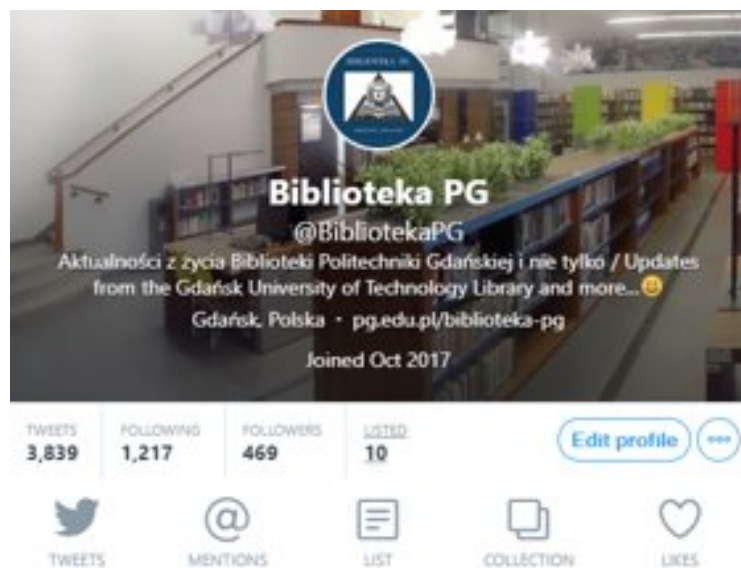 BIBLIOTEKA PG
Biblioteka PG
@BibliotekaPG
Aktualności z życia Biblioteki Politechniki Gdańskiej i nie tylko / Updates
from the Gdańsk University of Technology Library and more...😀
Gdańsk, Polska • pg.edu.pl/biblioteka-pg
Joined Oct 2017
TWEETS FOLLOWING FOLLOWERS LISTED
3,839 1,217 469 10
Edit profile
TWEETS MENTIONS LIST COLLECTION LIKES